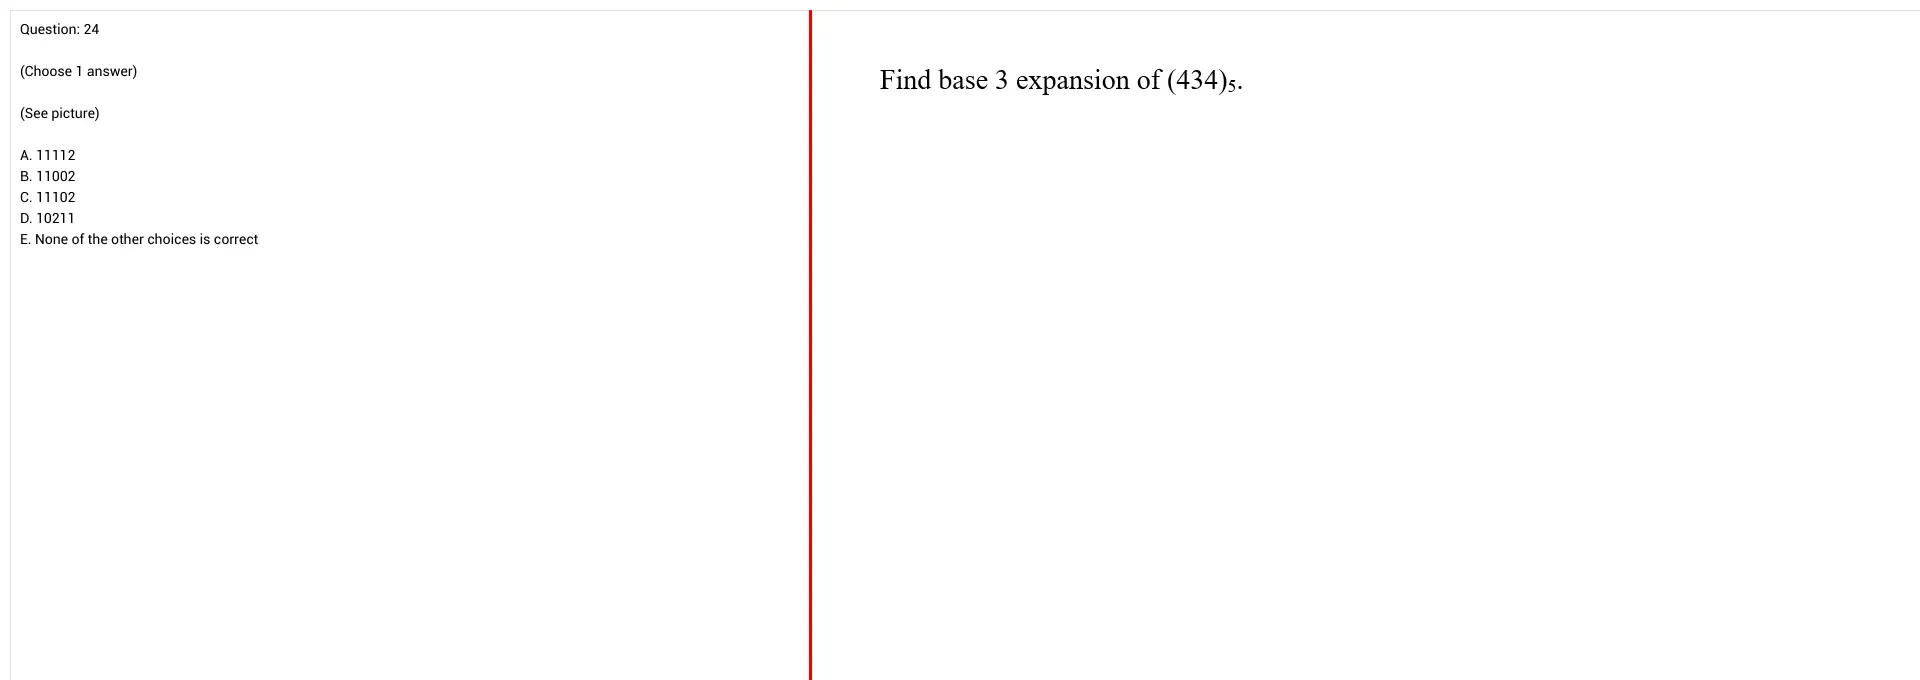 Question: 24
(Choose 1 answer)
(See picture)
A. 11112
B. 11002
C. 11102
D. 10211
E. None of the other choices is correct
Find base 3 expansion of (434)₅.